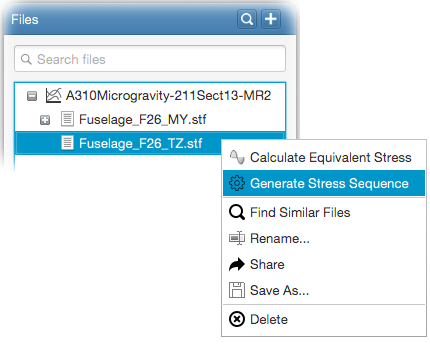 Files
Search files
A310Microgravity-211Sect13-MR2
Fuselage_F26_MY.stf
Fuselage_F26_TZ.stf
Calculate Equivalent Stress
Generate Stress Sequence
Find Similar Files
Rename...
Share
Save As...
Delete